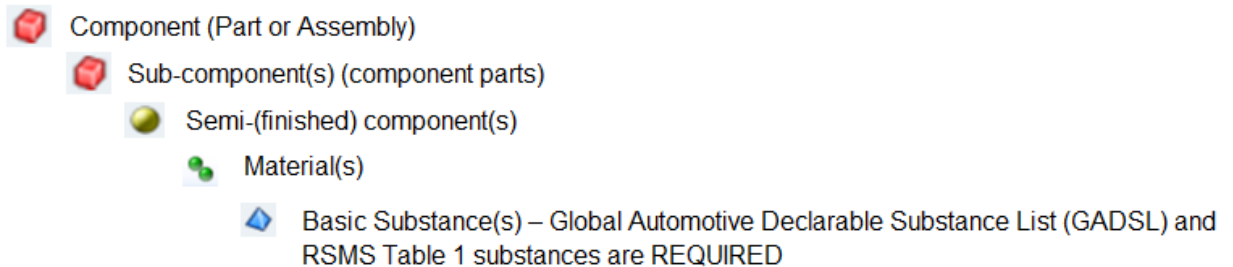 Component (Part or Assembly)
Sub-component(s) (component parts)
Semi-(finished) component(s)
Material(s)
Basic Substance(s) – Global Automotive Declarable Substance List (GADSL) and
RSMS Table 1 substances are REQUIRED